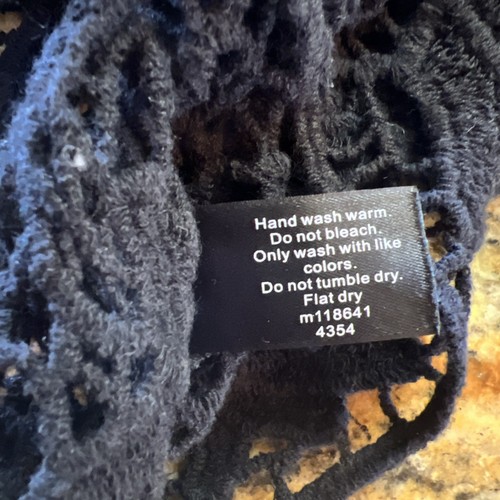 Hand wash warm.
Do not bleach.
Only wash with like
colors.
Do not tumble dry.
Flat dry
m118641
4354